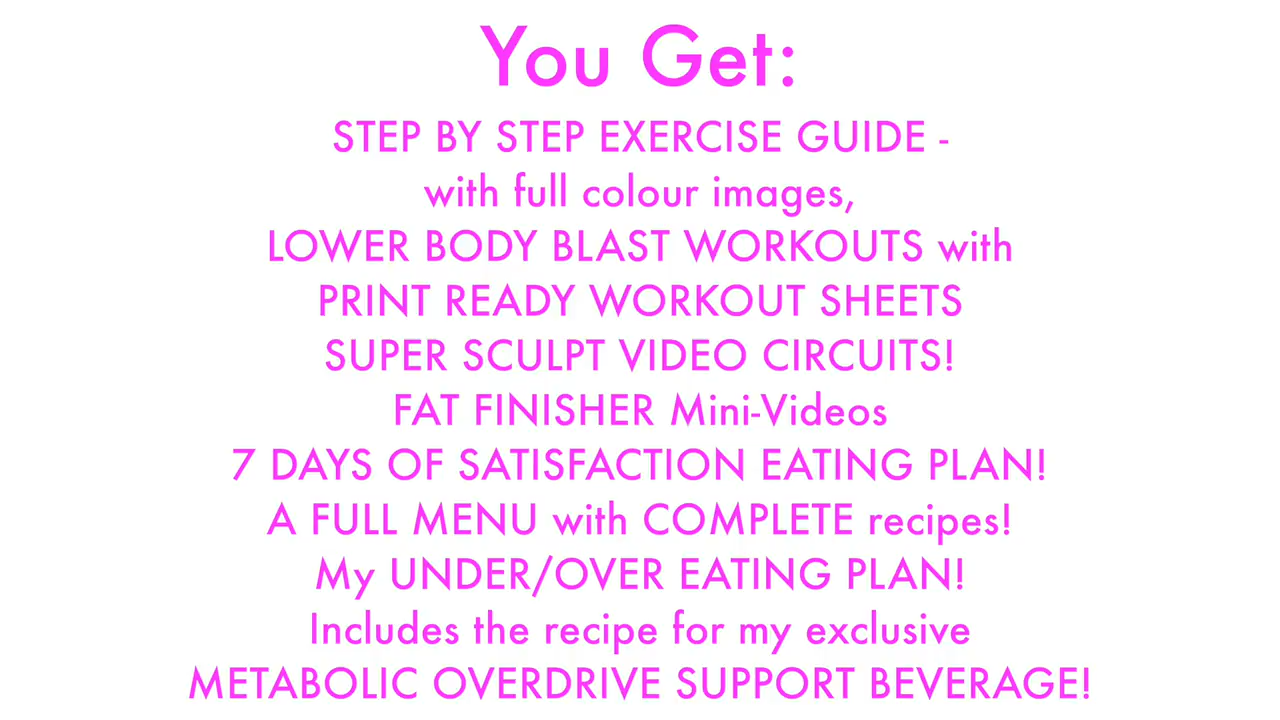 You Get:
STEP BY STEP EXERCISE GUIDE -
with full colour images,
LOWER BODY BLAST WORKOUTS with
PRINT READY WORKOUT SHEETS
SUPER SCULPT VIDEO CIRCUITS!
FAT FINISHER Mini-Videos
7 DAYS OF SATISFACTION EATING PLAN!
A FULL MENU with COMPLETE recipes!
My UNDER/OVER EATING PLAN!
Includes the recipe for my exclusive
METABOLIC OVERDRIVE SUPPORT BEVERAGE!